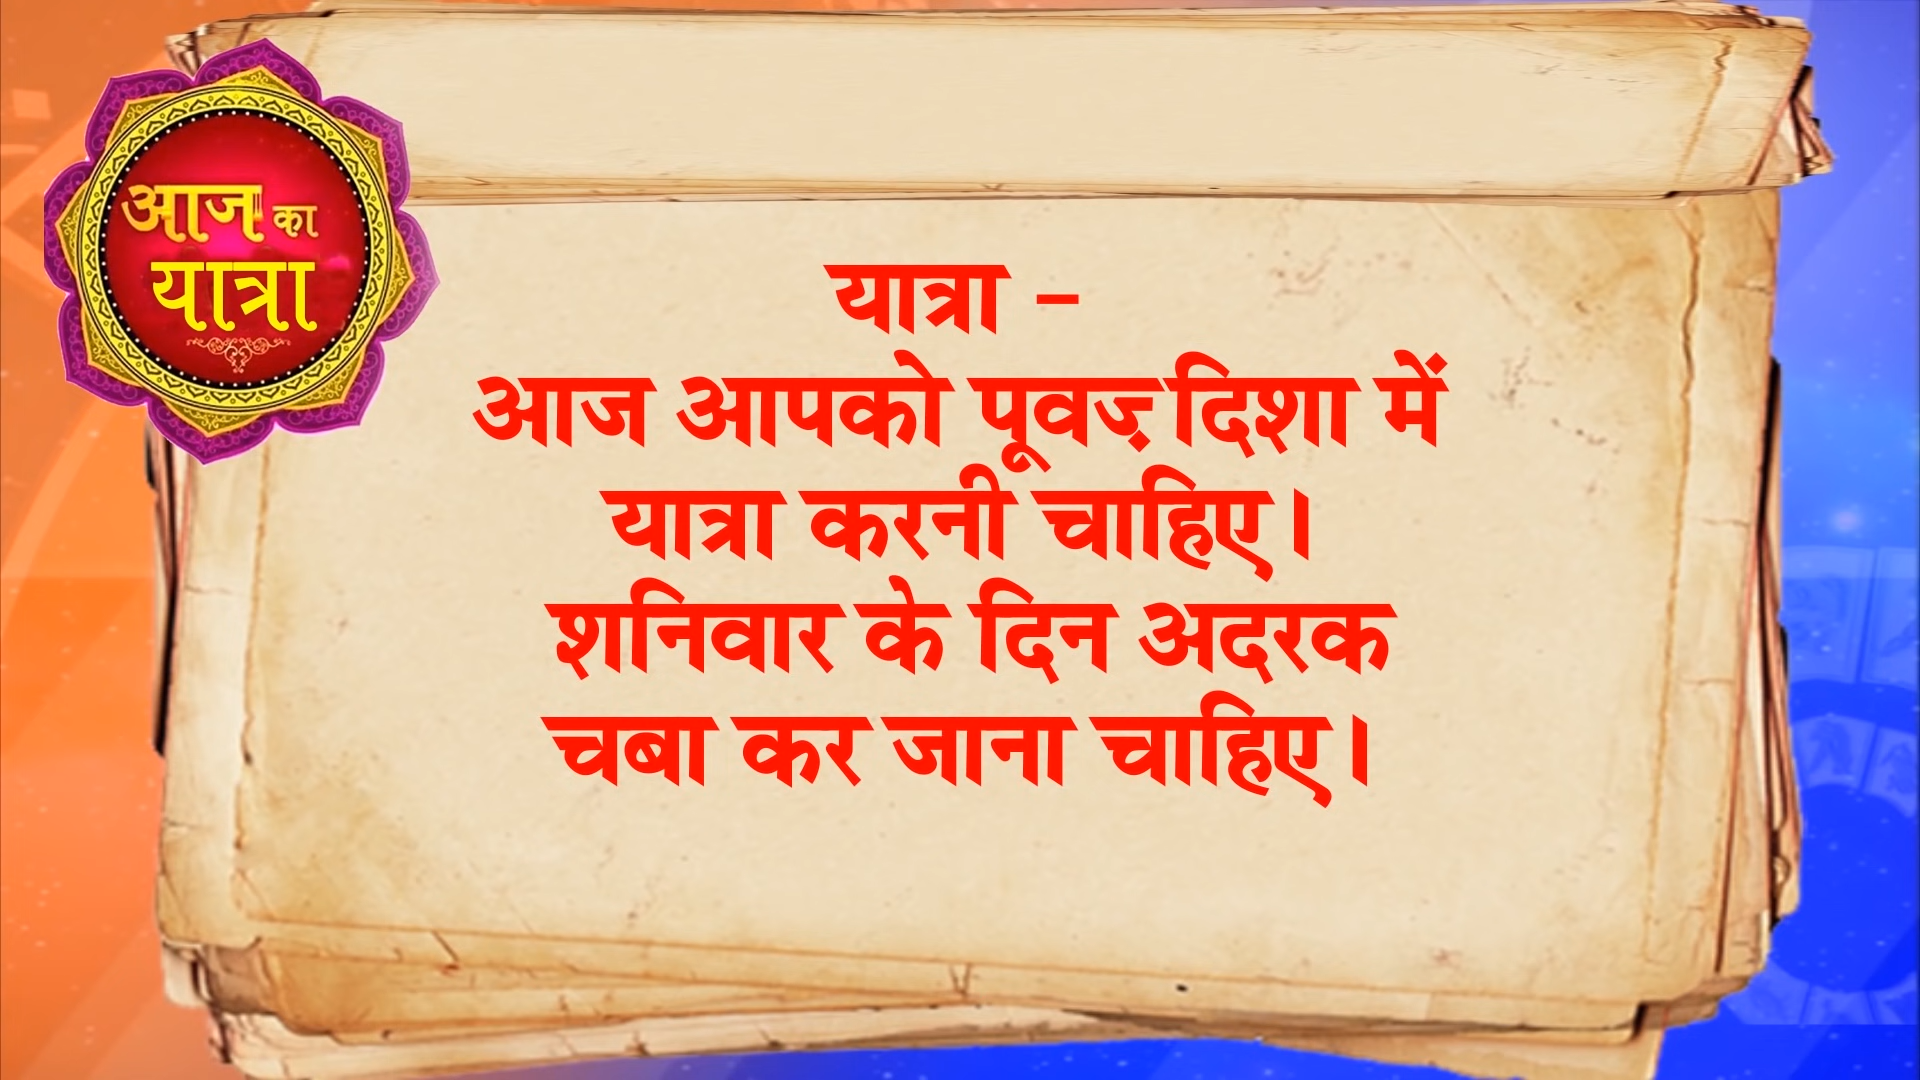 आज का
यात्रा
यात्रा –
आज आपको पूवज़ दिशा में
यात्रा करनी चाहिए।
शनिवार के दिन अदरक
चबा कर जाना चाहिए।